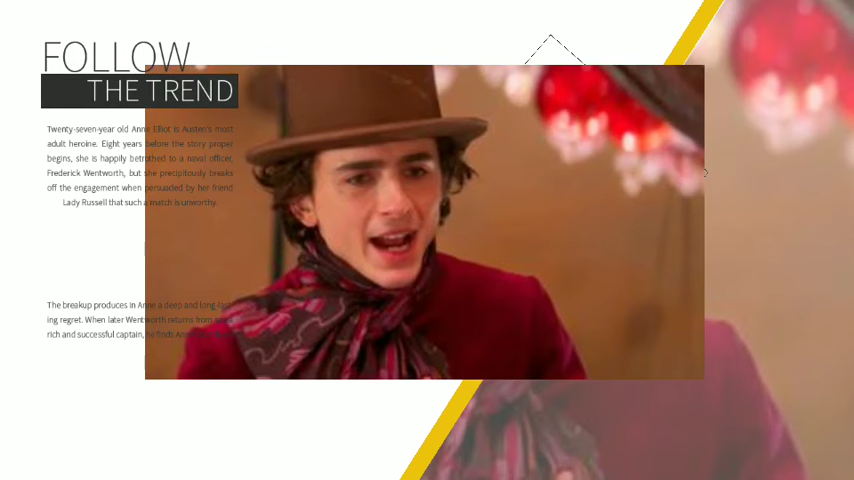 FOLLOW
THE TREND
Twenty-seven-year old Anne Elliot is Austen's most
adult heroine. Eight years before the story proper
begins, she is happily betrothed to a naval officer,
Frederick Wentworth, but she precipitously breaks
off the engagement when persuaded by her friend
Lady Russell that such a match is unworthy.
The breakup produces in Anne a deep and long-last-
ing regret. When later Wentworth returns from
rich and successful captain, he finds Anne